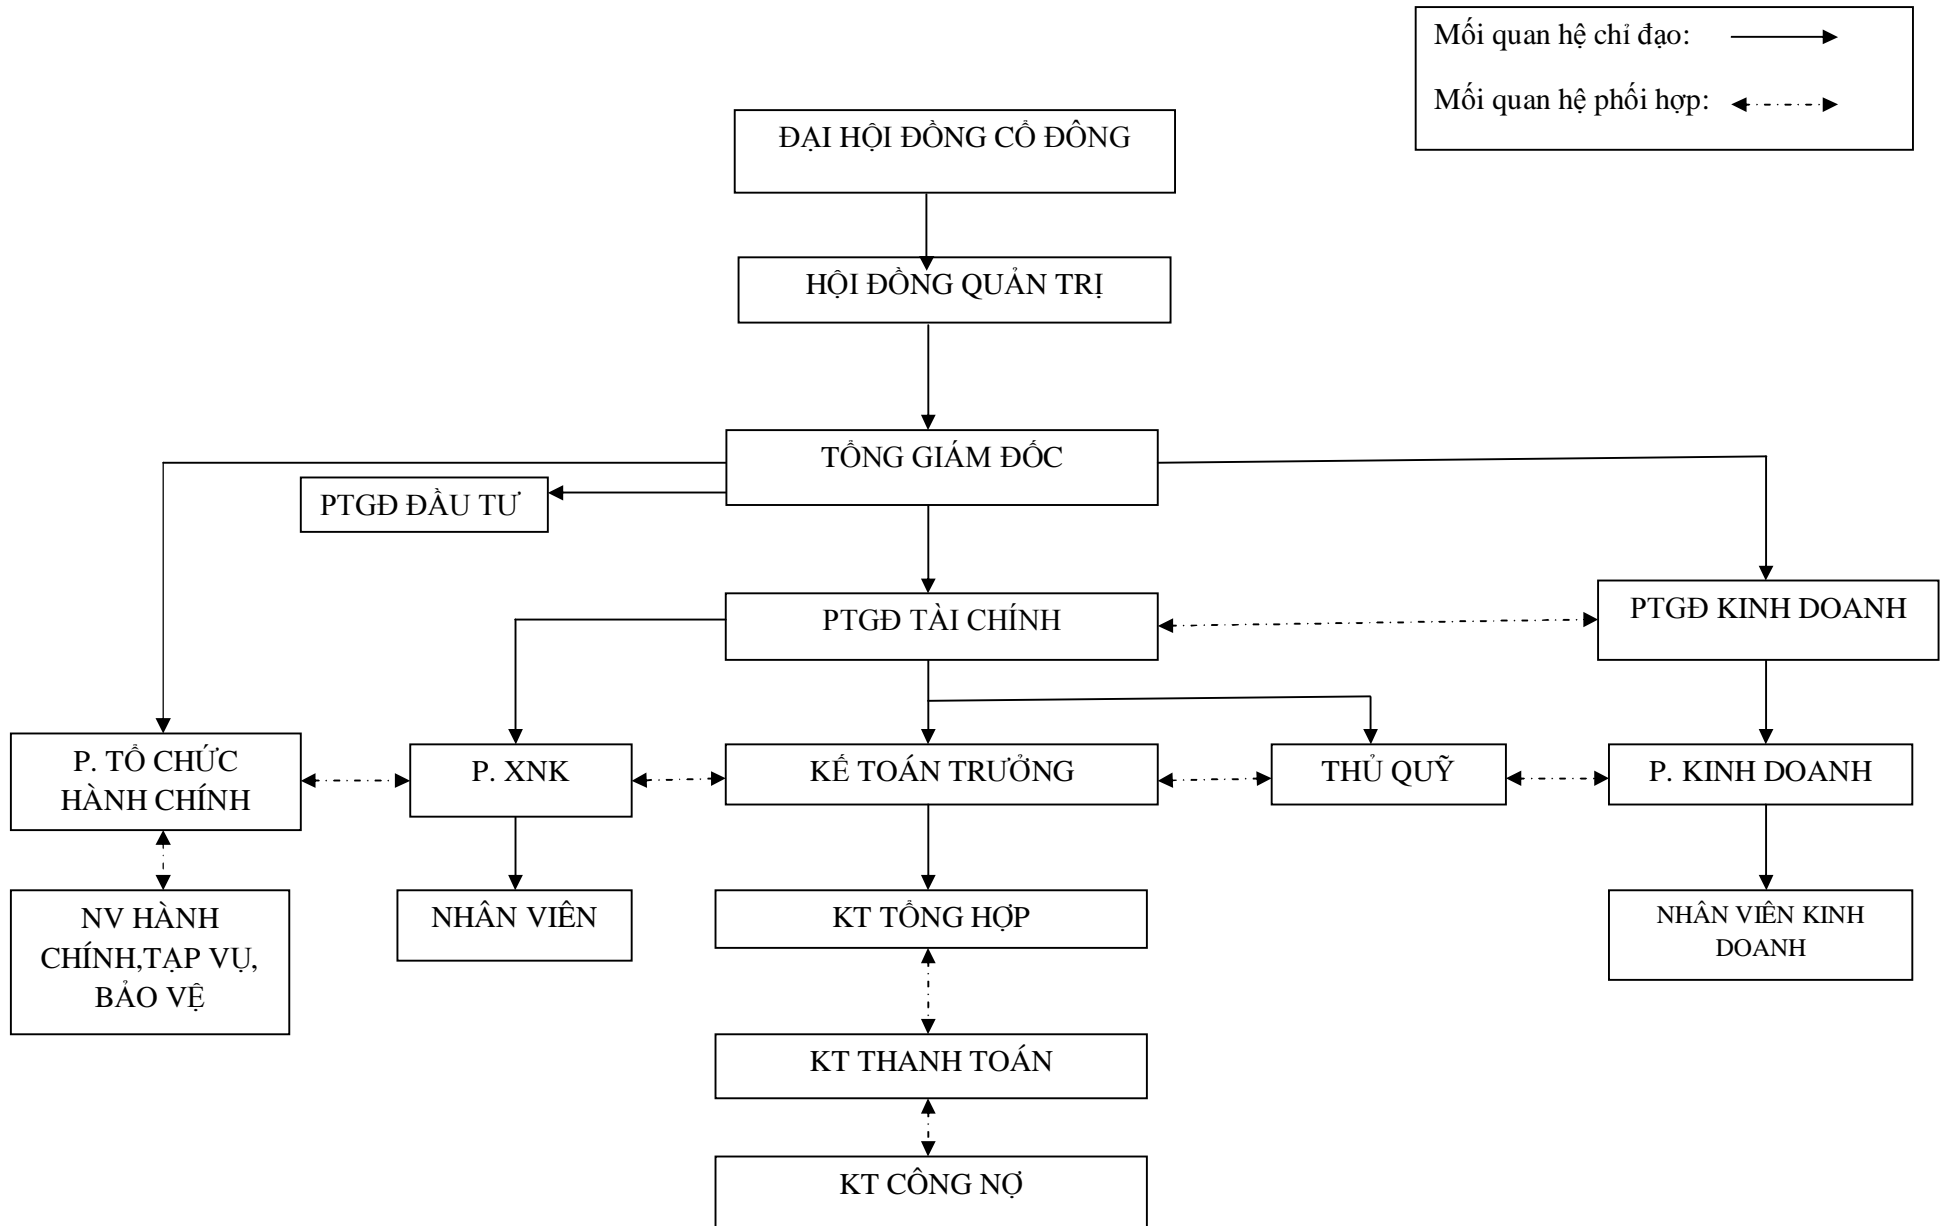 Mối quan hệ chỉ đạo:
Mối quan hệ phối hợp:
ĐẠI HỘI ĐỒNG CỔ ĐÔNG
HỘI ĐỒNG QUẢN TRỊ
TỔNG GIÁM ĐỐC
PTGĐ ĐẦU TƯ
PTGĐ TÀI CHÍNH
PTGĐ KINH DOANH
P. TỔ CHỨC
HÀNH CHÍNH
P. XNK
KẾ TOÁN TRƯỞNG
THỦ QUỸ
P. KINH DOANH
NV HÀNH
CHÍNH,TẠP VỤ,
BẢO VỆ
NHÂN VIÊN
KT TỔNG HỢP
NHÂN VIÊN KINH
DOANH
KT THANH TOÁN
KT CÔNG NỢ